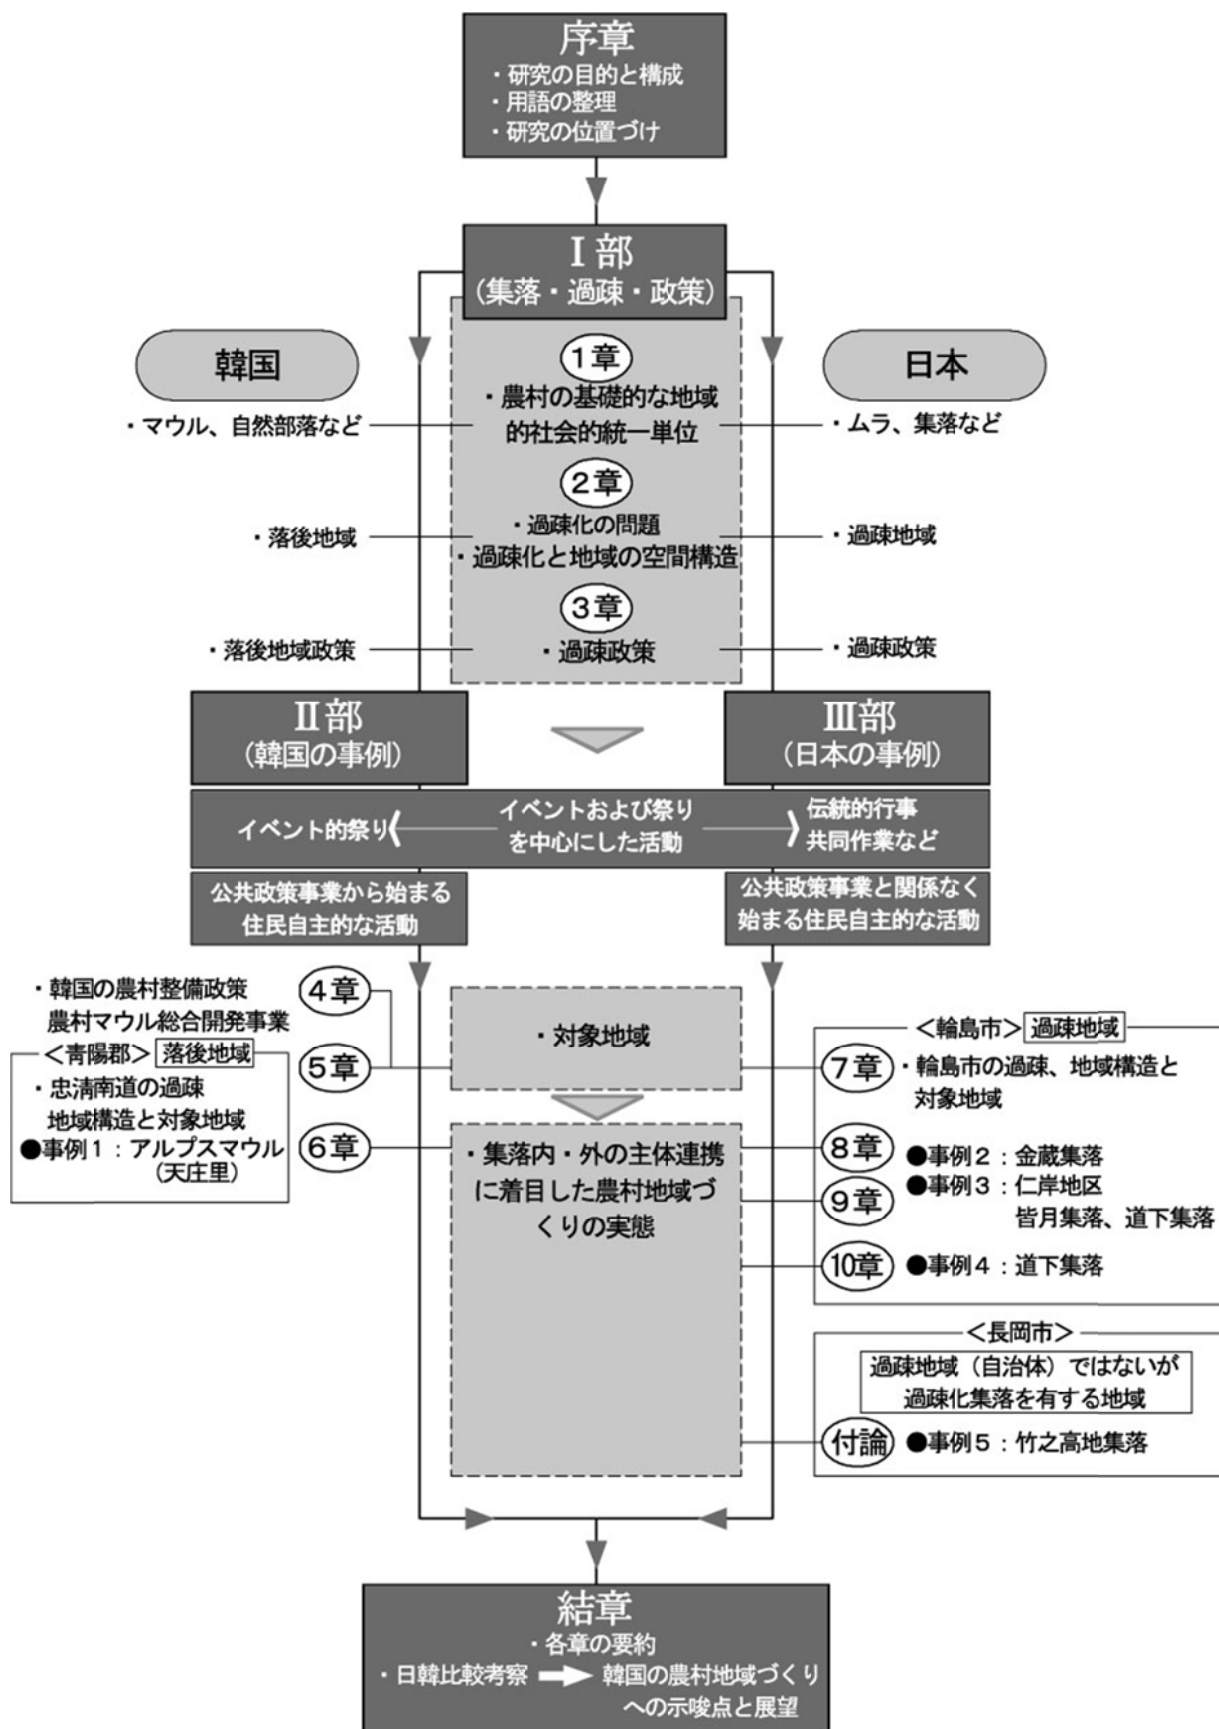 序章
・研究の目的と構成
・用語の整理
・研究の位置づけ
Ⅰ部
（集落・過疎・政策）
韓国
日本
1章
・農村の基礎的な地域
的社会的統一単位
・マウル、自然部落など
・ムラ、集落など
2章
・過疎化の問題
・過疎化と地域の空間構造
・落後地域
・過疎地域
3章
・過疎政策
・落後地域政策
・過疎政策
Ⅱ部
（韓国の事例）
Ⅲ部
（日本の事例）
イベント的祭り
イベントおよび祭り
を中心にした活動
伝統的行事
共同作業など
公共政策事業から始まる
住民自主的な活動
公共政策事業と関係なく
始まる住民自主的な活動
・韓国の農村整備政策
農村マウル総合開発事業
4章
＜青陽郡＞ 落後地域
・忠淸南道の過疎
地域構造と対象地域
●事例1：アルプスマウル
（天庄里）
5章
6章
・対象地域
・集落内・外の主体連携
に着目した農村地域づ
くりの実態
＜輪島市＞ 過疎地域
7章
・輪島市の過疎、地域構造と
対象地域
8章
●事例2：金蔵集落
9章
●事例3：仁岸地区
皆月集落、道下集落
10章
●事例4：道下集落
＜長岡市＞
過疎地域（自治体）ではないが
過疎化集落を有する地域
付論
●事例5：竹之高地集落
結章
・各章の要約
・日韓比較考察 ➡ 韓国の農村地域づくり
への示唆点と展望